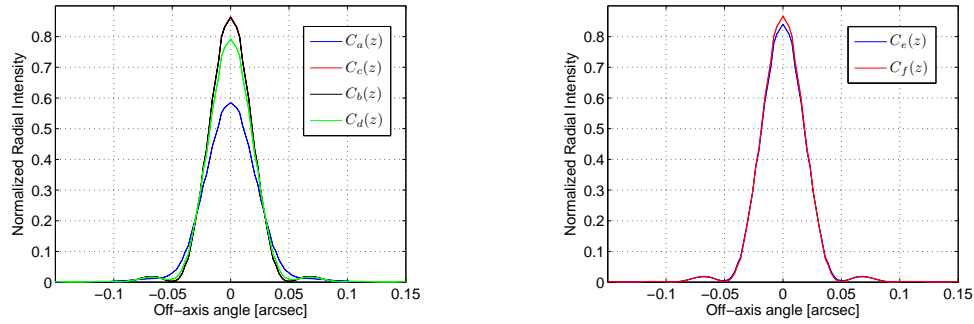 Normalized Radial Intensity
0.8
0.7
0.6
0.5
0.4
0.3
0.2
0.1
0
−0.1 −0.05 0 0.05 0.1 0.15
Off-axis angle [arcsec]
C_a(z)
C_c(z)
C_b(z)
C_d(z)
Normalized Radial Intensity
0.8
0.7
0.6
0.5
0.4
0.3
0.2
0.1
0
−0.1 −0.05 0 0.05 0.1 0.15
Off-axis angle [arcsec]
C_e(z)
C_f(z)